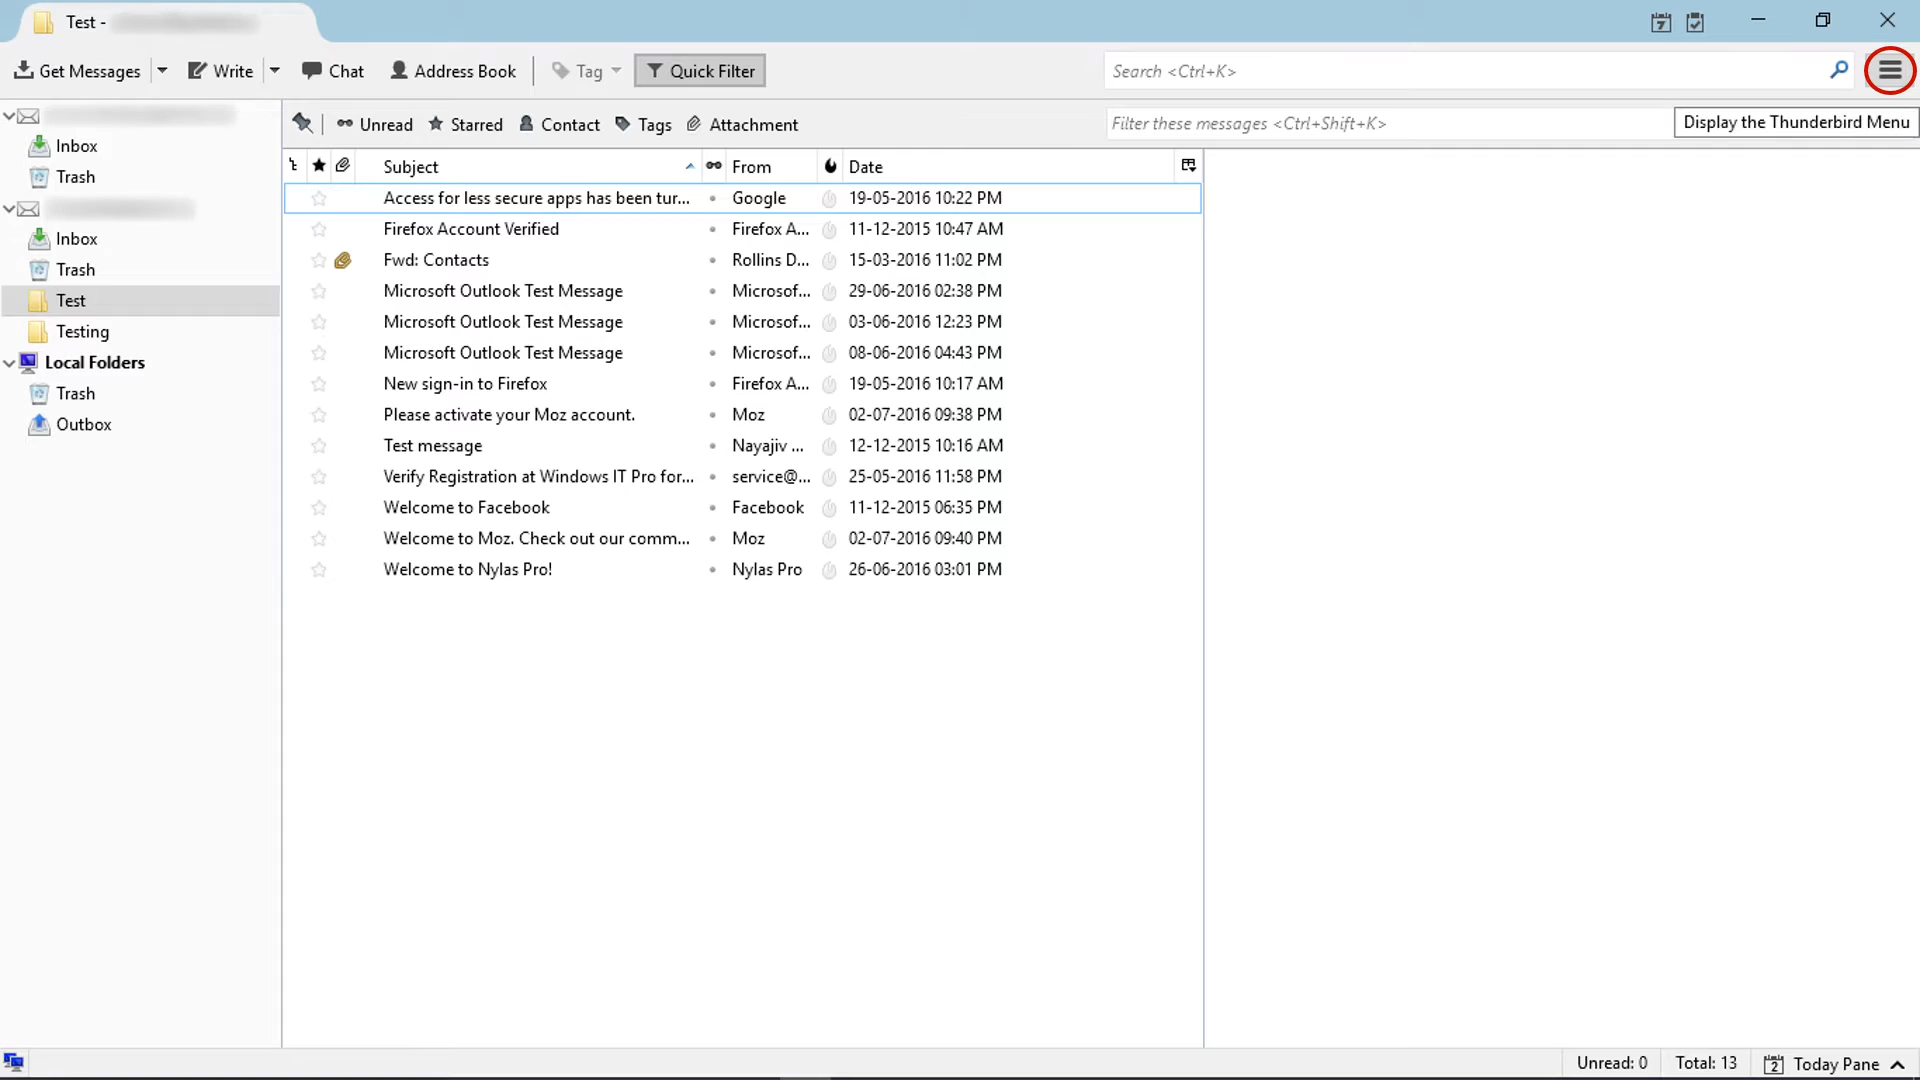 Test -
Get Messages Write Chat Address Book Tag Quick Filter Search <Ctrl+K>
Unread Starred Contact Tags Attachment Filter these messages <Ctrl+Shift+K> Display the Thunderbird Menu
Inbox
Trash
Inbox
Trash
Test
Testing
Local Folders
Trash
Outbox
Subject From Date
Access for less secure apps has been tur... Google 19-05-2016 10:22 PM
Firefox Account Verified Firefox A... 11-12-2015 10:47 AM
Fwd: Contacts Rollins D... 15-03-2016 11:02 PM
Microsoft Outlook Test Message Microsof... 29-06-2016 02:38 PM
Microsoft Outlook Test Message Microsof... 03-06-2016 12:23 PM
Microsoft Outlook Test Message Microsof... 08-06-2016 04:43 PM
New sign-in to Firefox Firefox A... 19-05-2016 10:17 AM
Please activate your Moz account. Moz 02-07-2016 09:38 PM
Test message Nayajiv ... 12-12-2015 10:16 AM
Verify Registration at Windows IT Pro for... service@... 25-05-2016 11:58 PM
Welcome to Facebook Facebook 11-12-2015 06:35 PM
Welcome to Moz. Check out our comm... Moz 02-07-2016 09:40 PM
Welcome to Nylas Pro! Nylas Pro 26-06-2016 03:01 PM
Unread: 0 Total: 13 2 Today Pane